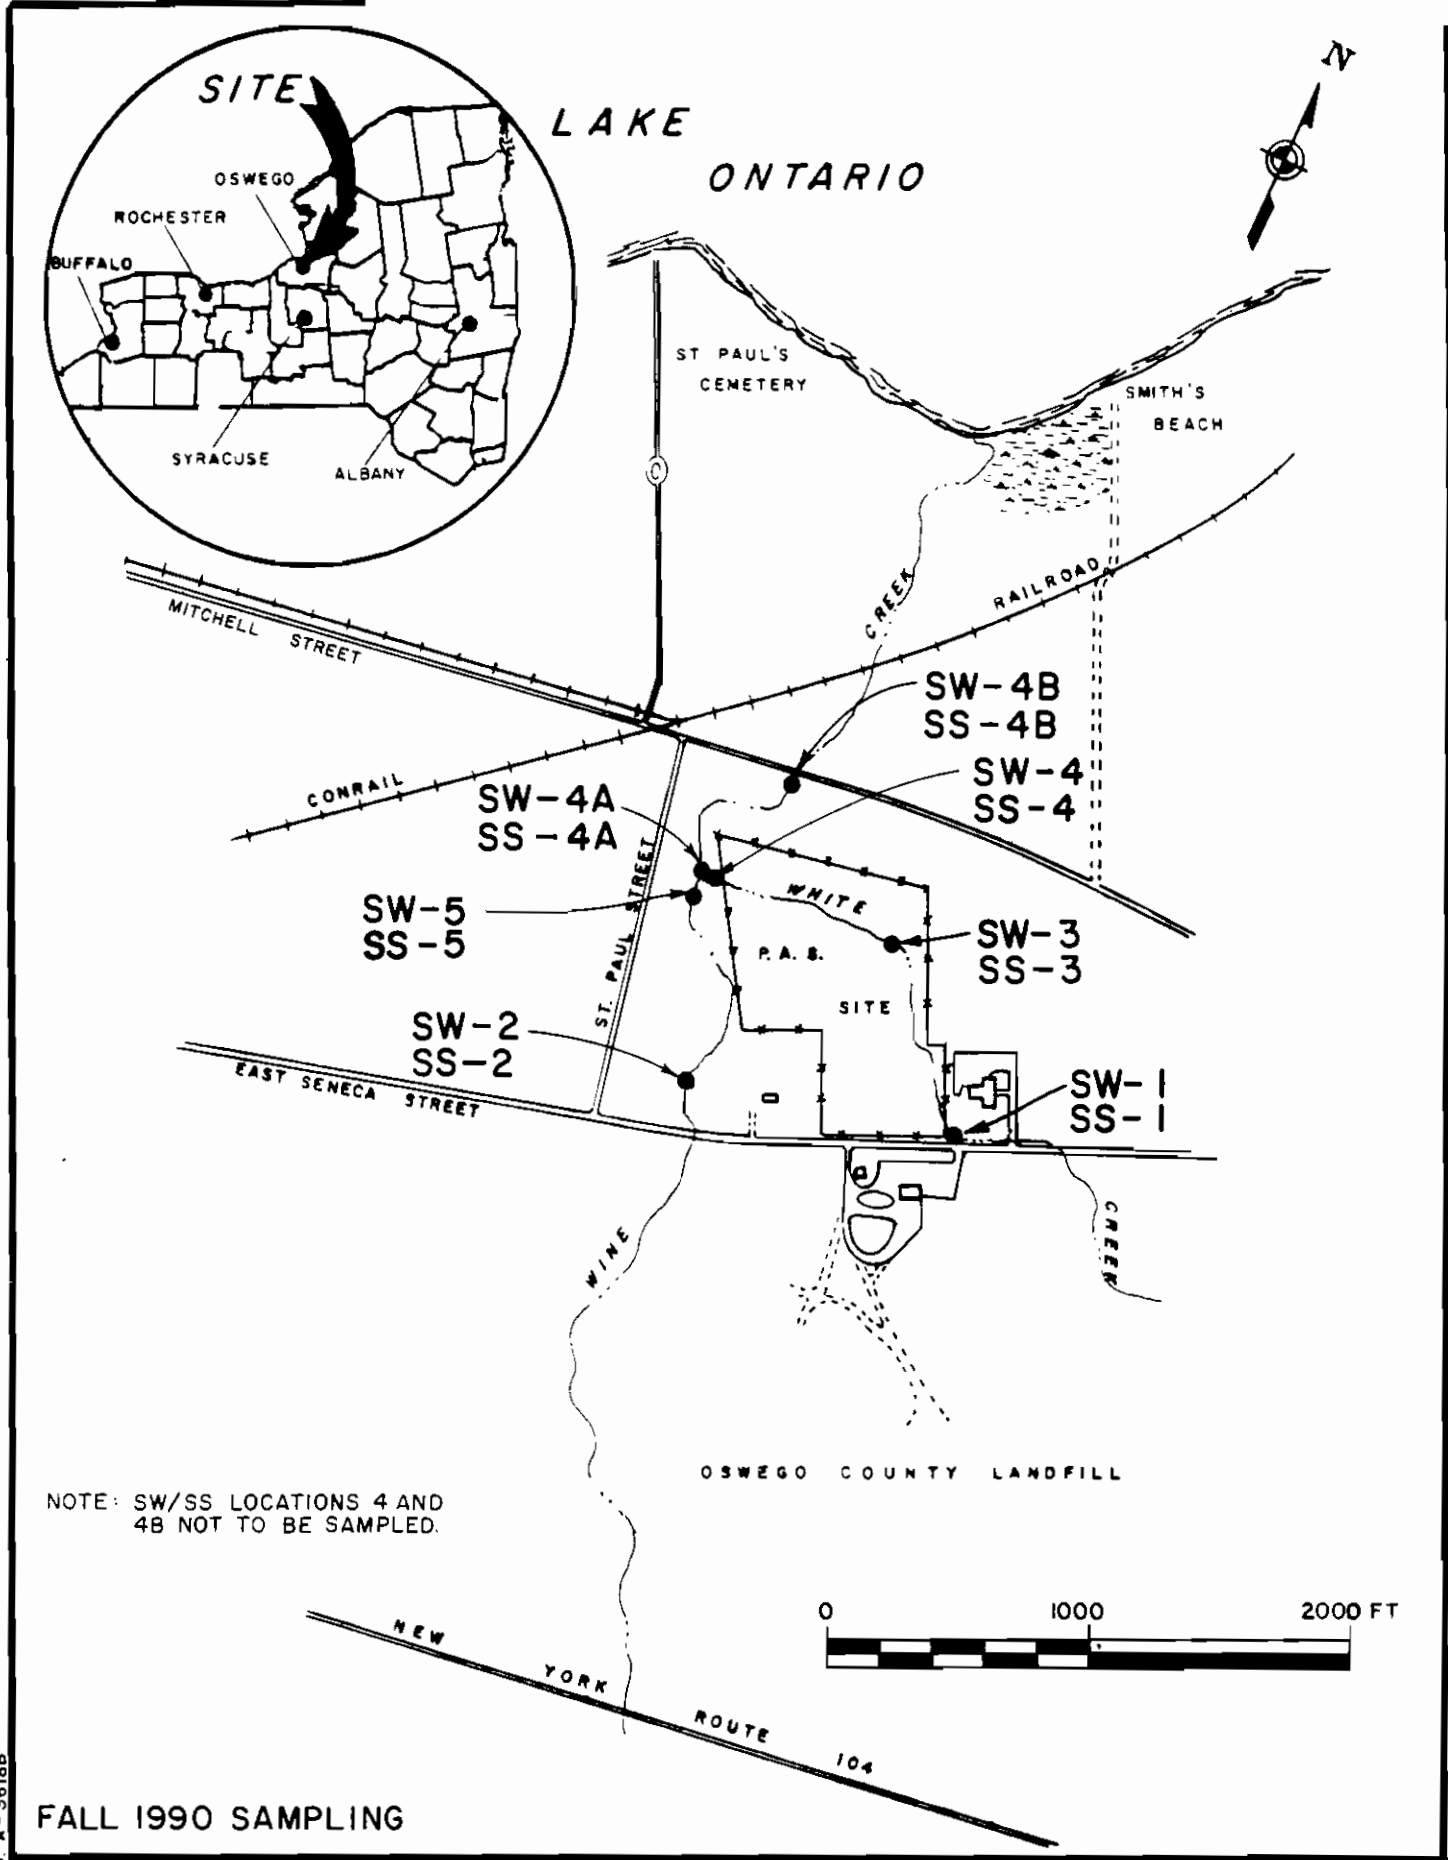 N
SITE
LAKE
ONTARIO
OSWEGO
ROCHESTER
BUFFALO
SYRACUSE
ALBANY
ST PAUL'S
CEMETERY
SMITH'S
BEACH
MITCHELL STREET
CREEK
RAILROAD
CONRAIL
SW-4B
SS-4B
SW-4
SS-4
SW-4A
SS-4A
SW-5
SS-5
WHITE
P.A.S.
SITE
SW-3
SS-3
ST. PAUL STREET
SW-2
SS-2
EAST SENECA STREET
SW-1
SS-1
WINE
CREEK
OSWEGO COUNTY LANDFILL
NOTE: SW/SS LOCATIONS 4 AND
4B NOT TO BE SAMPLED.
0 1000 2000 FT
NEW YORK ROUTE 104
FALL 1990 SAMPLING